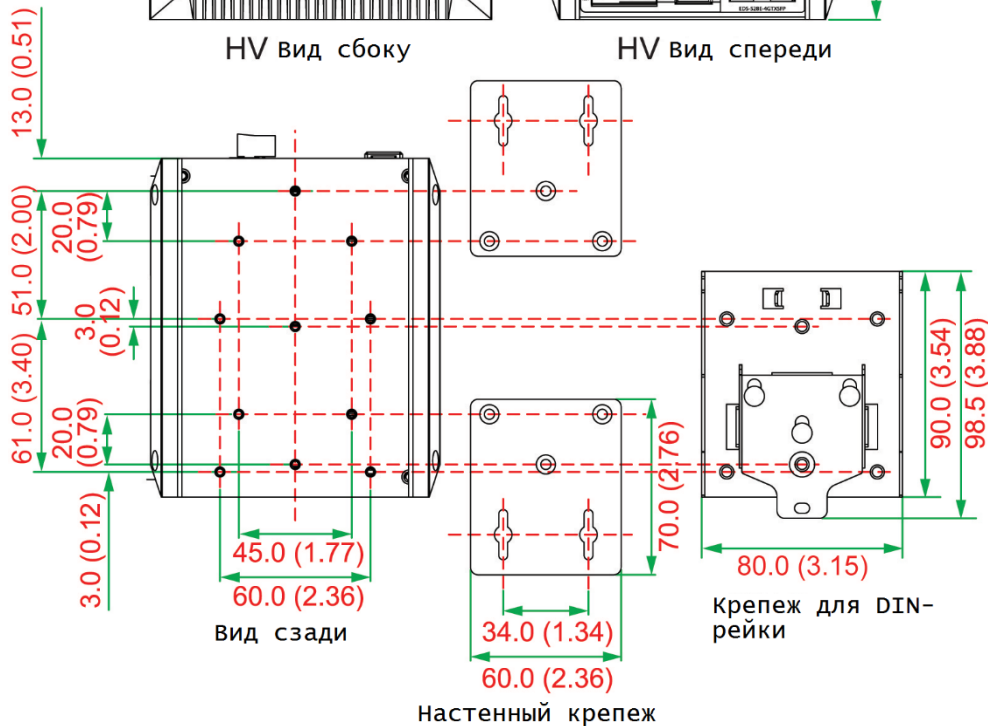 EDS-528E-4GTXSFP
HV Вид сбоку
HV Вид спереди
13.0 (0.51)
51.0 (2.00)
20.0
(0.79)
3.0
(0.12)
61.0 (3.40)
20.0
(0.79)
3.0 (0.12)
45.0 (1.77)
60.0 (2.36)
Вид сзади
70.0 (2.76)
34.0 (1.34)
60.0 (2.36)
Настенный крепеж
90.0 (3.54)
98.5 (3.88)
80.0 (3.15)
Крепеж для DIN-
рейки